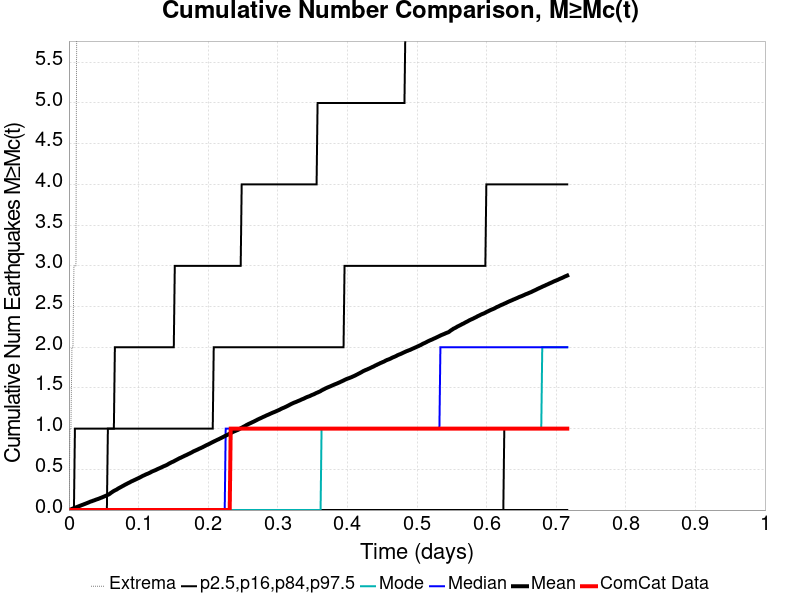 Cumulative Number Comparison, M≥Mc(t)
Cumulative Num Earthquakes M≥Mc(t)
5.5
5.0
4.5
4.0
3.5
3.0
2.5
2.0
1.5
1.0
0.5
0.0
0 0.1 0.2 0.3 0.4 0.5 0.6 0.7 0.8 0.9 1
Time (days)
Extrema p2.5,p16,p84,p97.5 Mode Median Mean ComCat Data